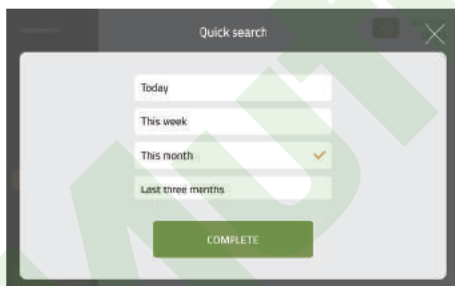 Quick search
Today
This week
This month
Last three months
COMPLETE